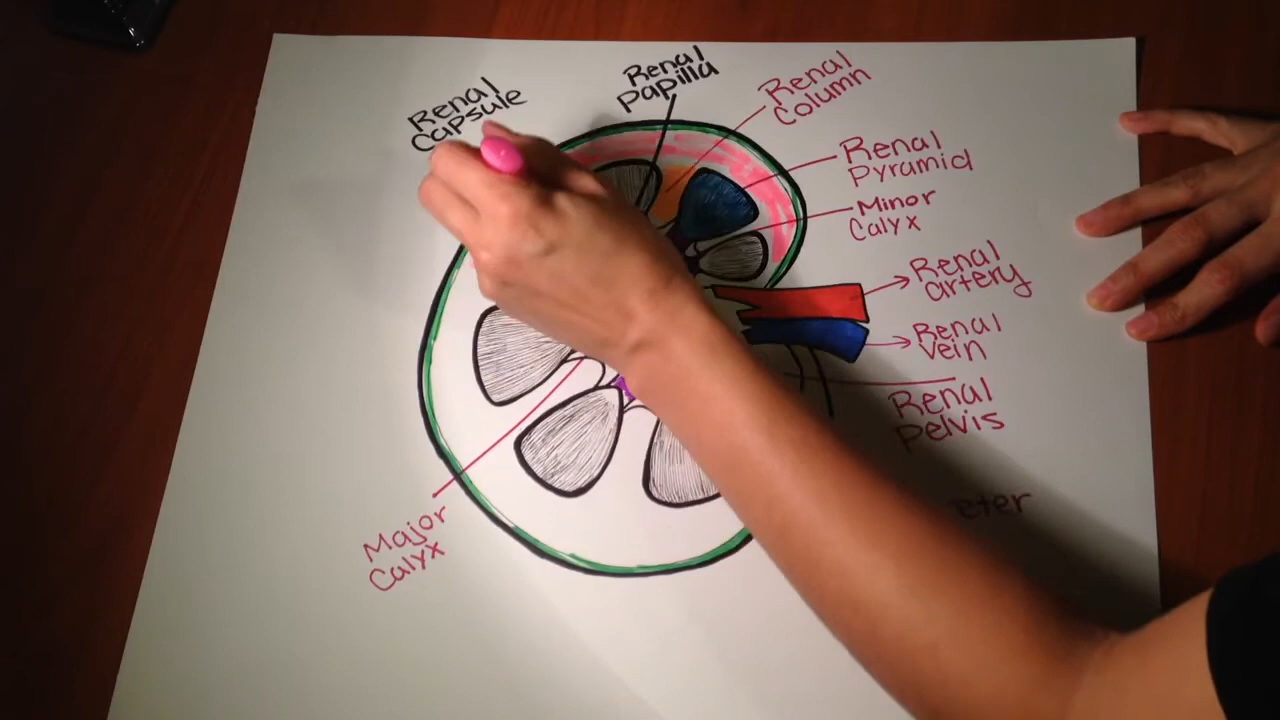 Renal
Capsule
Renal
Papilla
Renal
Column
Renal
Pyramid
Minor
Calyx
Renal
artery
Renal
Vein
Renal
Pelvis
Major
Calyx